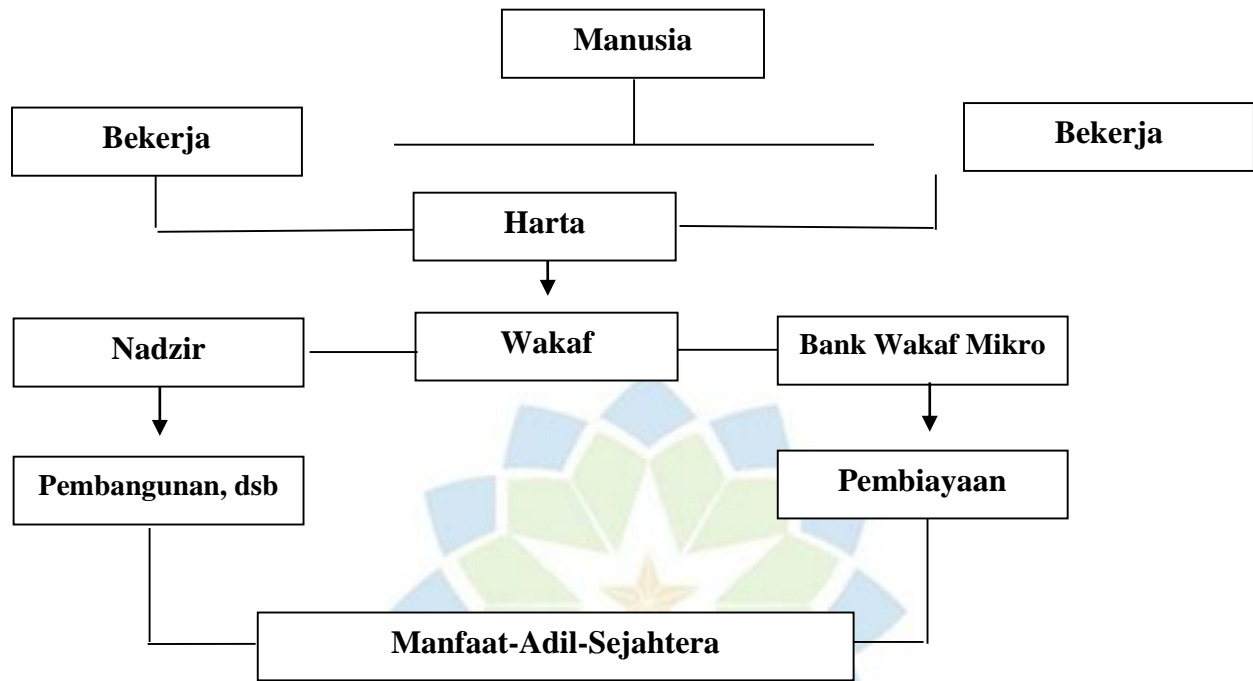 Manusia
Bekerja
Bekerja
Harta
Nadzir
Wakaf
Bank Wakaf Mikro
Pembangunan, dsb
Pembiayaan
Manfaat-Adil-Sejahtera